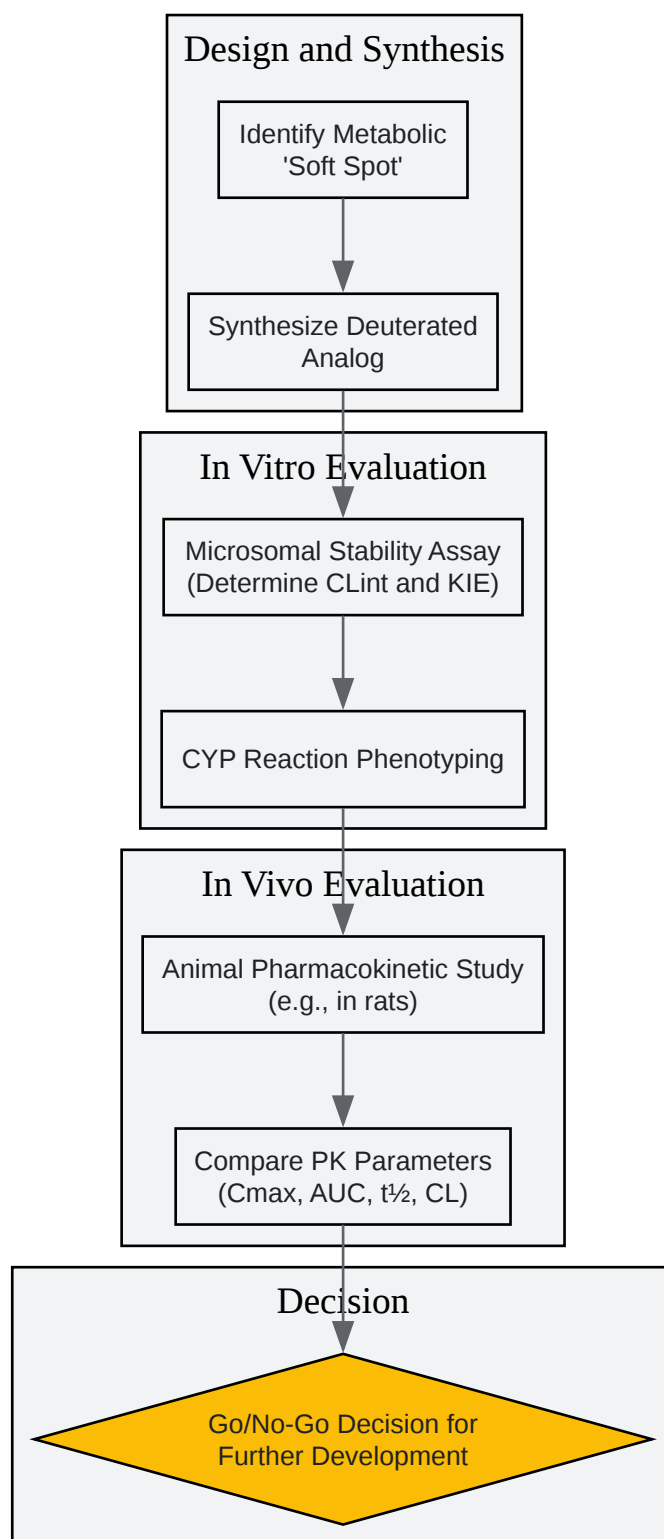 Design and Synthesis
Identify Metabolic
'Soft Spot'
Synthesize Deuterated
Analog
In Vitro Evaluation
Microsomal Stability Assay
(Determine CLint and KIE)
CYP Reaction Phenotyping
In Vivo Evaluation
Animal Pharmacokinetic Study
(e.g., in rats)
Compare PK Parameters
(Cmax, AUC, t½, CL)
Decision
Go/No-Go Decision for
Further Development